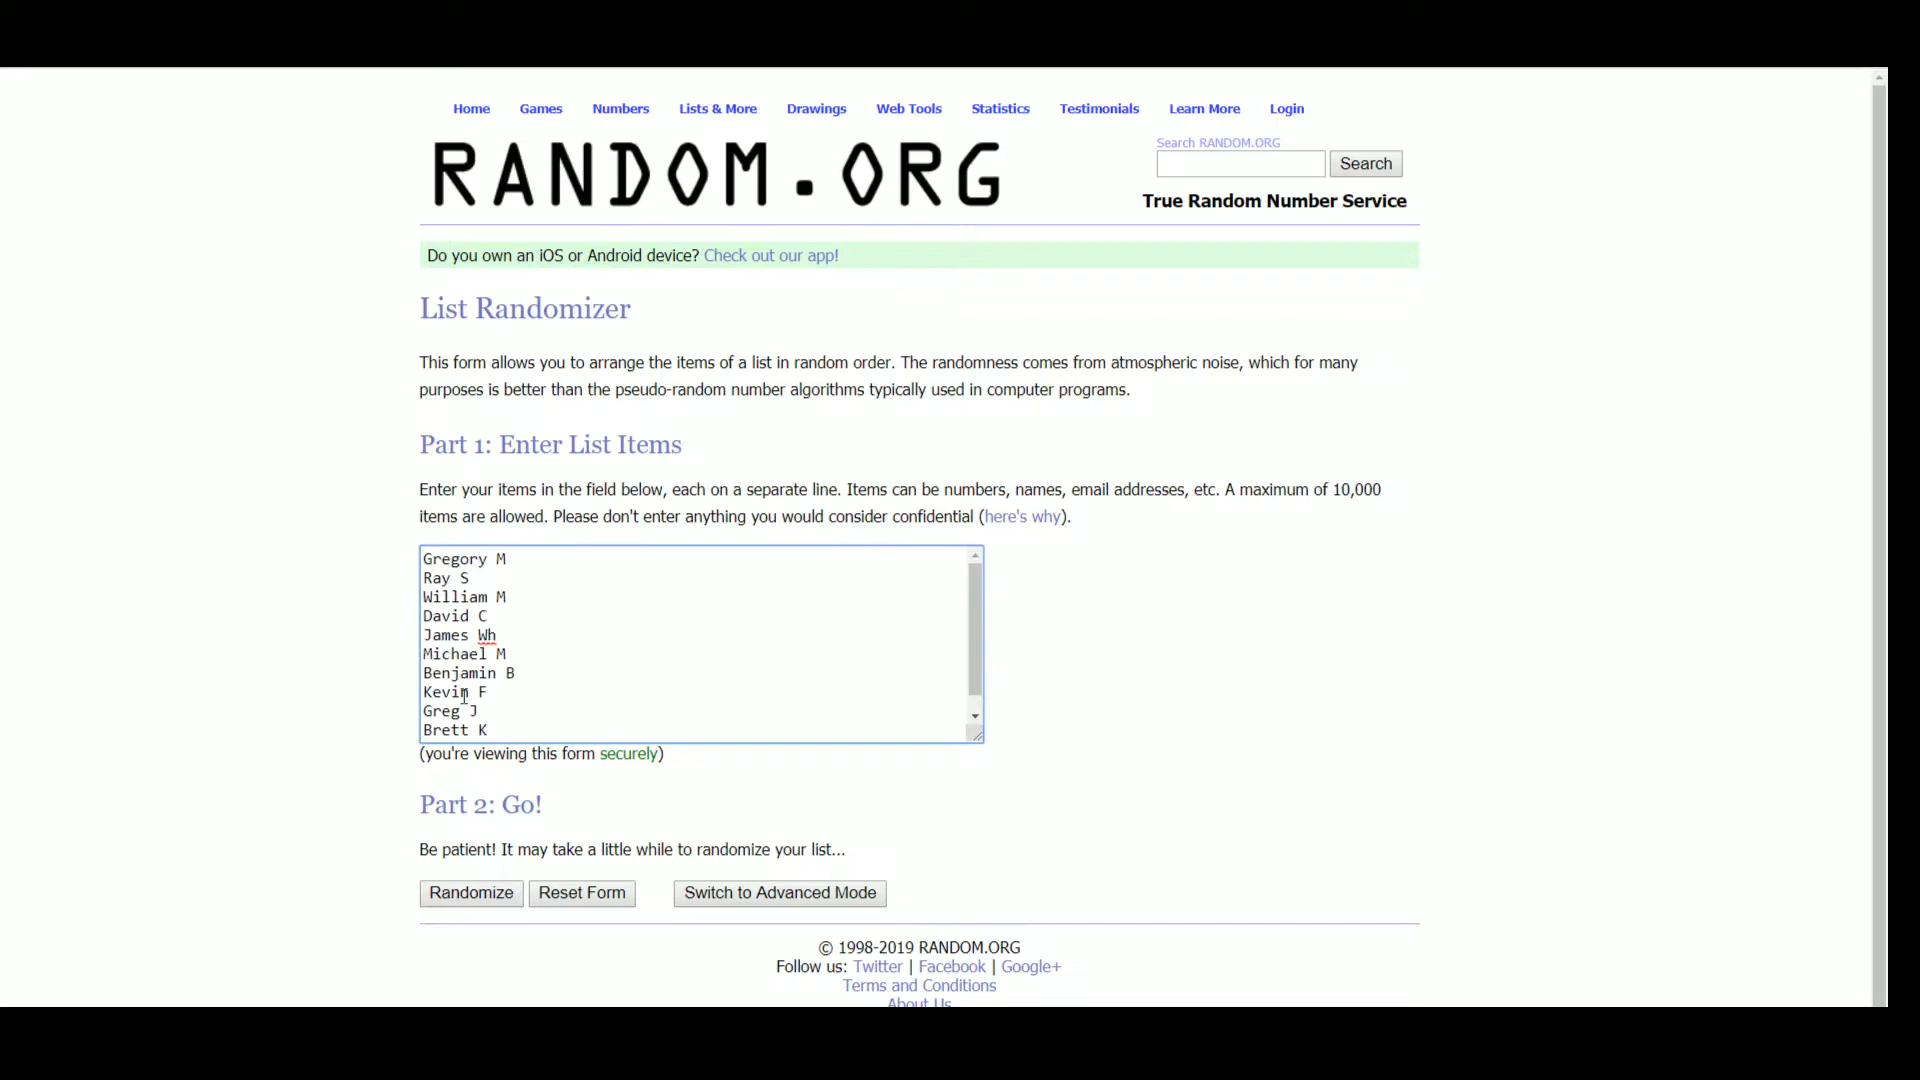 Home Games Numbers Lists & More Drawings Web Tools Statistics Testimonials Learn More Login
RANDOM.ORG
Search RANDOM.ORG
Search
True Random Number Service
Do you own an iOS or Android device? Check out our app!
List Randomizer
This form allows you to arrange the items of a list in random order. The randomness comes from atmospheric noise, which for many
purposes is better than the pseudo-random number algorithms typically used in computer programs.
Part 1: Enter List Items
Enter your items in the field below, each on a separate line. Items can be numbers, names, email addresses, etc. A maximum of 10,000
items are allowed. Please don't enter anything you would consider confidential (here's why).
Gregory M
Ray S
William M
David C
James Wh
Michael M
Benjamin B
Kevin F
Greg J
Brett K
(you're viewing this form securely)
Part 2: Go!
Be patient! It may take a little while to randomize your list...
Randomize Reset Form Switch to Advanced Mode
© 1998-2019 RANDOM.ORG
Follow us: Twitter | Facebook | Google+
Terms and Conditions
About Us